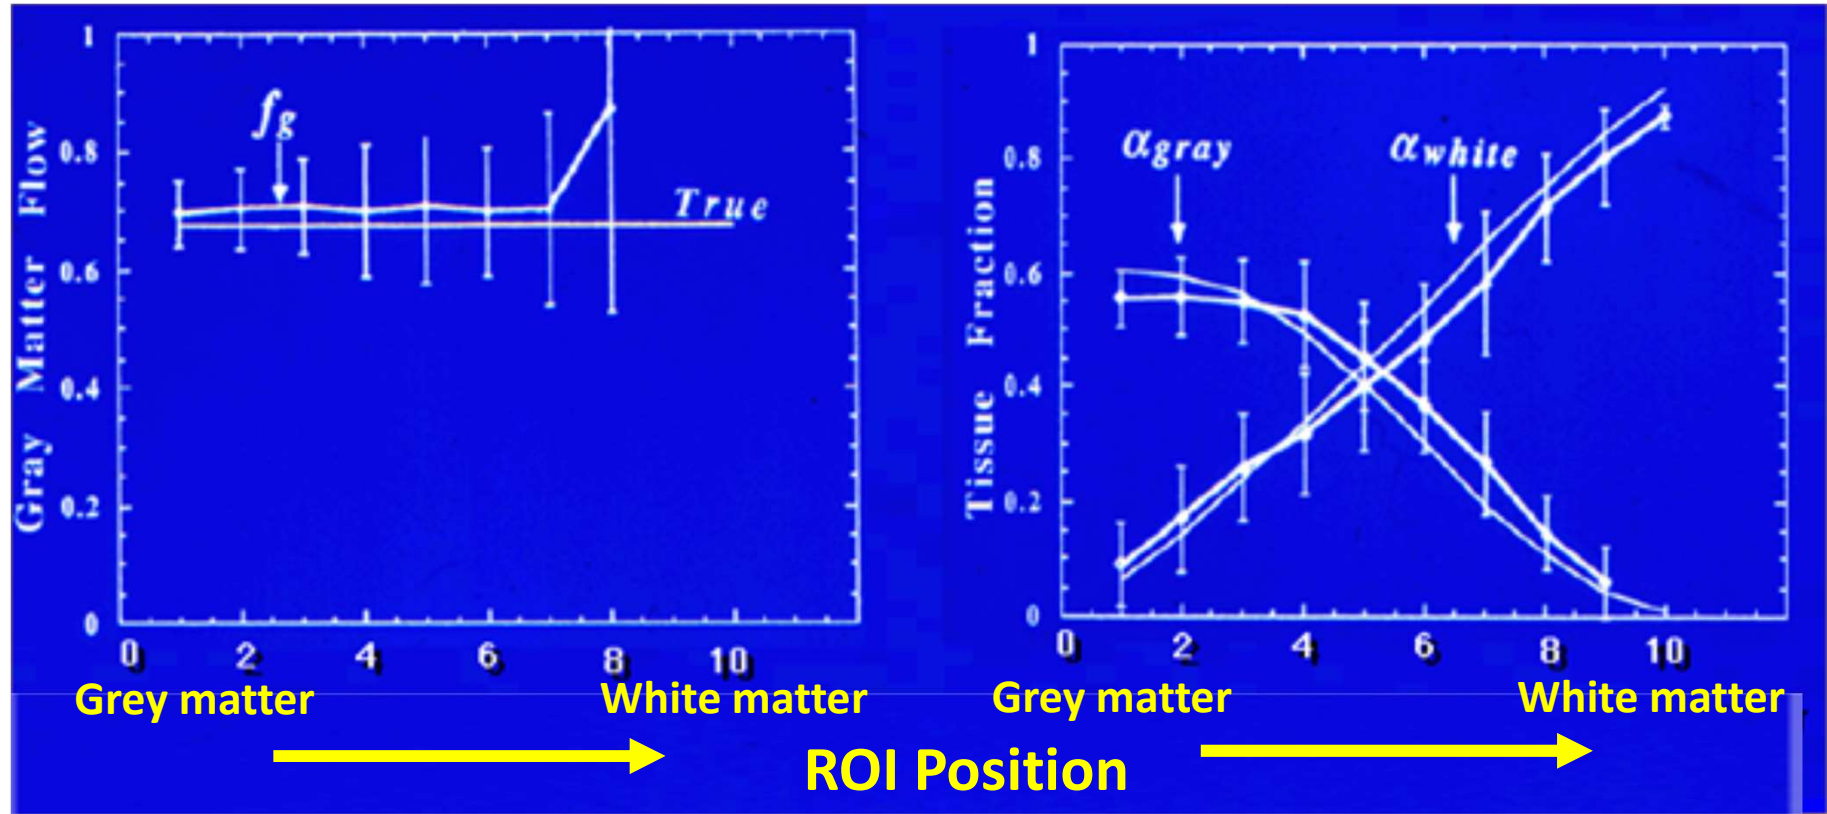 Gray Matter Flow
1
0.8
0.6
0.4
0.2
0
fg
True
0 2 4 6 8 10
Grey matter White matter
Tissue Fraction
1
0.8
0.6
0.4
0.2
0
αgray αwhite
0 2 4 6 8 10
Grey matter White matter
ROI Position